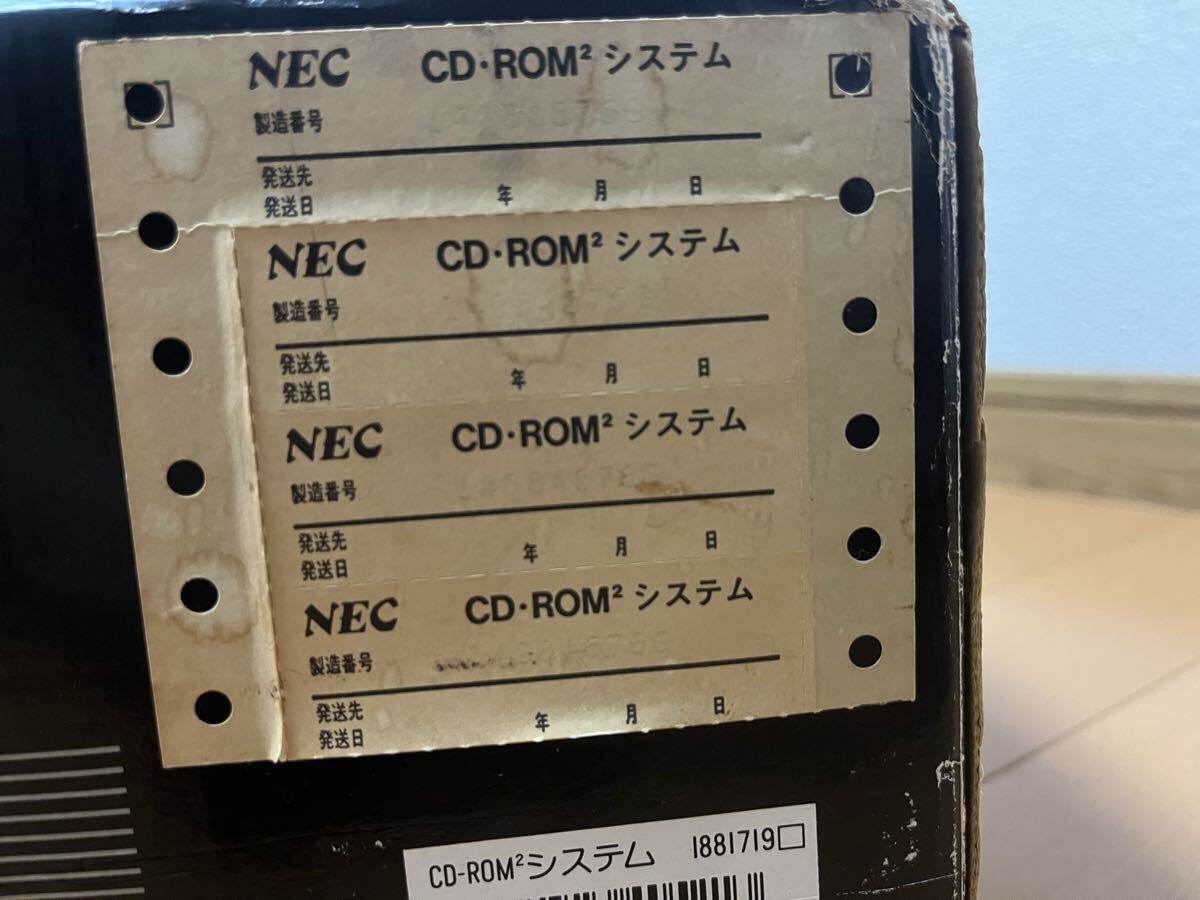 NEC CD・ROM² システム
製造番号
発送先
発送日 年 月 日
NEC CD・ROM² システム
製造番号
発送先
発送日 年 月 日
NEC CD・ROM² システム
製造番号
発送先
発送日 年 月 日
NEC CD・ROM² システム
製造番号
発送先
発送日 年 月 日
CD-ROM²システム 1881719□